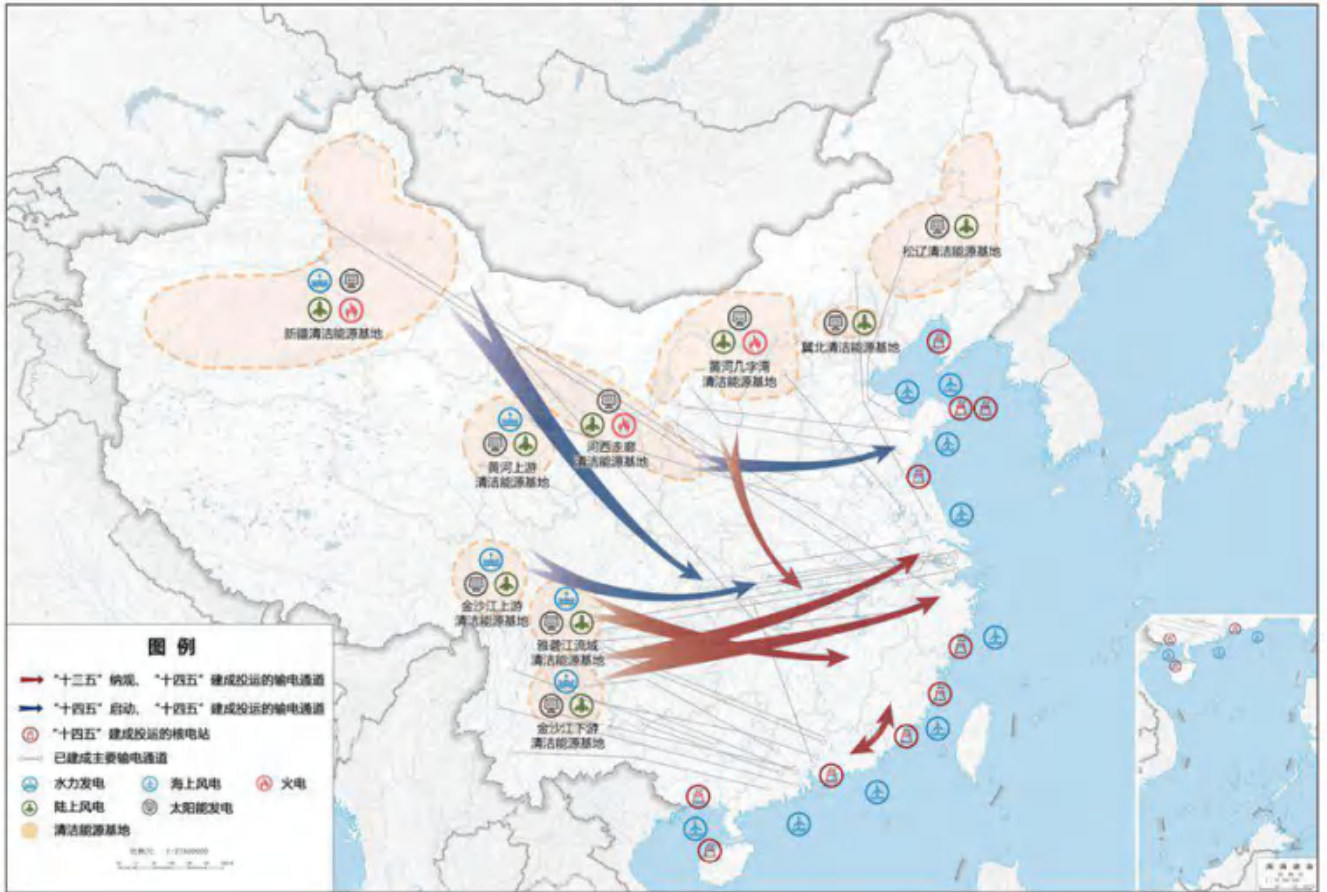 松辽清洁能源基地
新疆清洁能源基地
冀北清洁能源基地
黄河几字湾
清洁能源基地
黄河上游
清洁能源基地
河西走廊
清洁能源基地
金沙江上游
清洁能源基地
雅砻江流域
清洁能源基地
金沙江下游
清洁能源基地
图例
"十三五"纳规、"十四五"建成投运的输电通道
"十四五"启动、"十四五"建成投运的输电通道
"十四五"建成投运的核电站
已建成主要输电通道
水力发电 海上风电 火电
陆上风电 太阳能发电
清洁能源基地
比例尺
南海诸岛